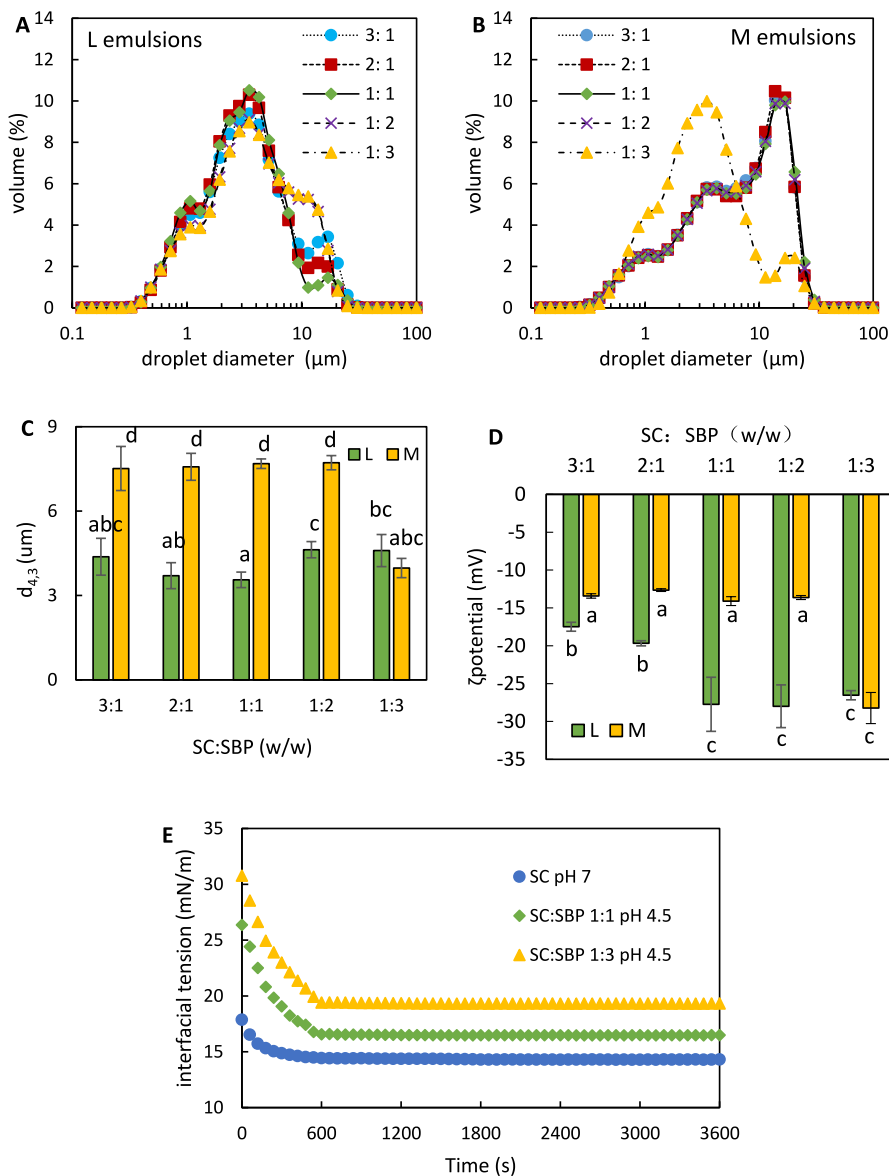 A
L emulsions
3: 1
2: 1
1: 1
1: 2
1: 3
14
12
10
8
6
4
2
0
volume (%)
0.1 1 10 100
droplet diameter (μm)
B
M emulsions
3: 1
2: 1
1: 1
1: 2
1: 3
14
12
10
8
6
4
2
0
volume (%)
0.1 1 10 100
droplet diameter (μm)
C
L M
9
6
3
0
d4,3 (um)
abc d ab d a d c d bc abc
3:1 2:1 1:1 1:2 1:3
SC:SBP (w/w)
D
SC：SBP（w/w）
3:1 2:1 1:1 1:2 1:3
0
-5
-10
-15
-20
-25
-30
-35
ζpotential (mV)
b a b a c a c a c c
L M
E
35
30
25
20
15
10
interfacial tension (mN/m)
SC pH 7
SC:SBP 1:1 pH 4.5
SC:SBP 1:3 pH 4.5
0 600 1200 1800 2400 3000 3600
Time (s)